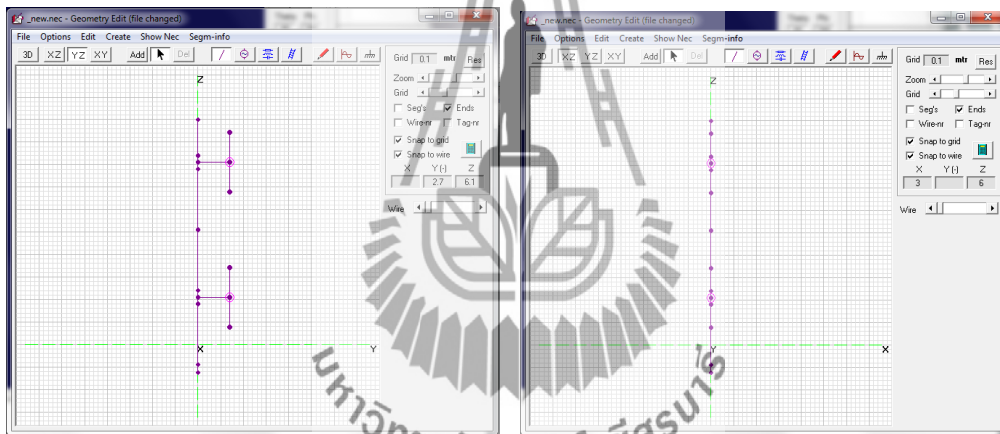 _new.nec - Geometry Edit (file changed)
File Options Edit Create Show Nec Segm-info
3D XZ YZ XY Add Del
Grid 0.1 mtr Res
Zoom
Grid
Seg's Ends
Wire-nr Tag-nr
Snap to grid
Snap to wire
X Y (-) Z
2.7 6.1
Wire
Z
X
Y
_new.nec - Geometry Edit (file changed)
File Options Edit Create Show Nec Segm-info
3D XZ YZ XY Add Del
Grid 0.1 mtr Res
Zoom
Grid
Seg's Ends
Wire-nr Tag-nr
Snap to grid
Snap to wire
X Y (-) Z
3 6
Wire
Z
Y
X